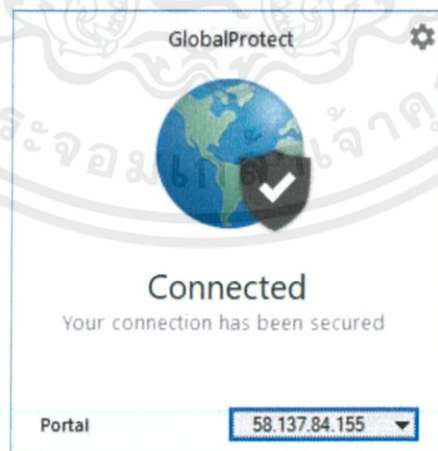 GlobalProtect
Connected
Your connection has been secured
Portal
58.137.84.155